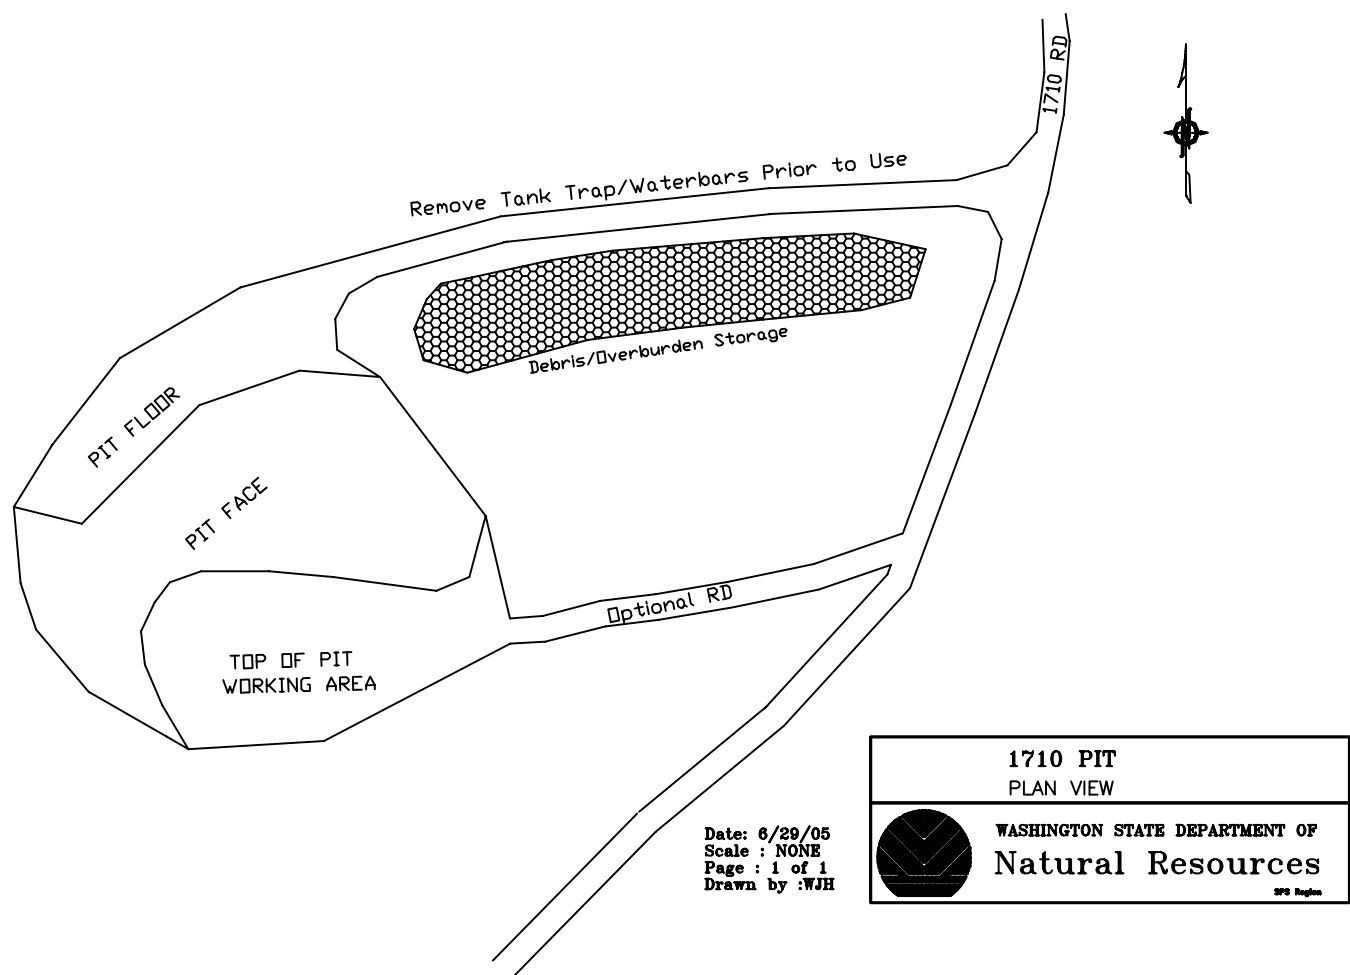 1710 RD
Remove Tank Trap/Waterbars Prior to Use
Debris/Overburden Storage
PIT FLOOR
PIT FACE
Optional RD
TOP OF PIT
WORKING AREA
1710 PIT
PLAN VIEW
WASHINGTON STATE DEPARTMENT OF
Natural Resources
SPS Region
Date: 6/29/05
Scale : NONE
Page : 1 of 1
Drawn by :WJH